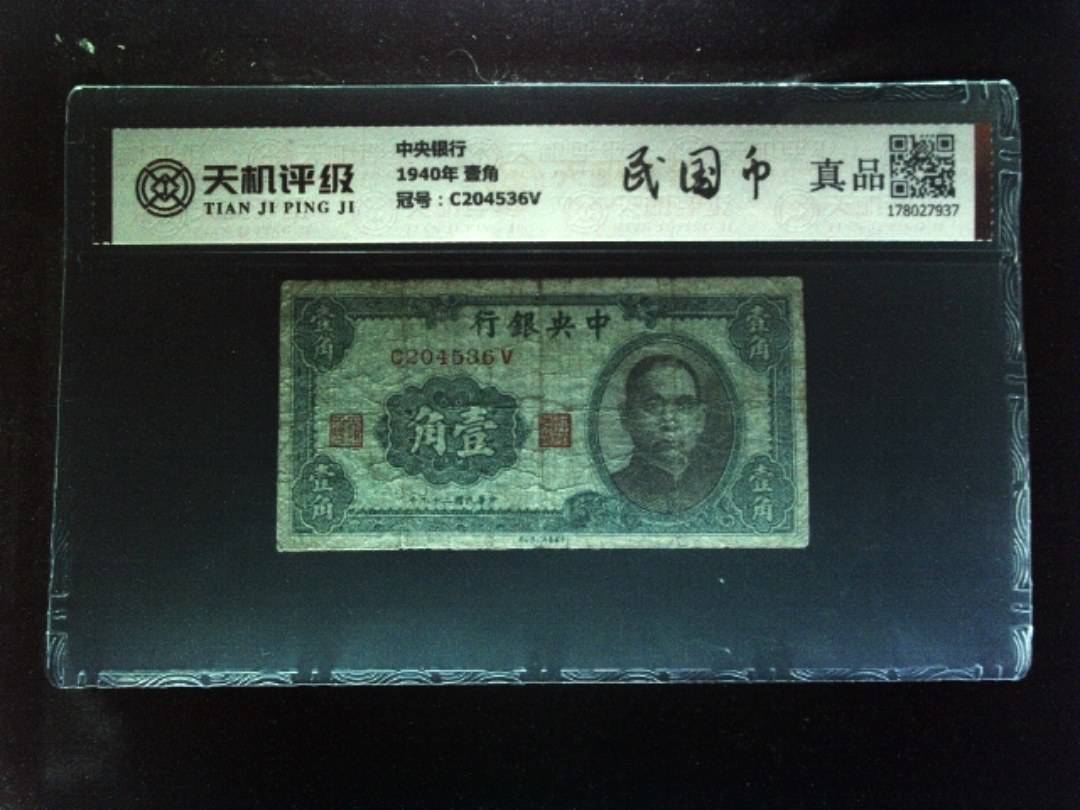 天机评级
TIAN JI PING JI
中央银行
1940年 壹角
冠号：C204536V
民国币
真品
178027937
行銀央中
C204536V
壹角
壹角
角壹
壹角
壹角